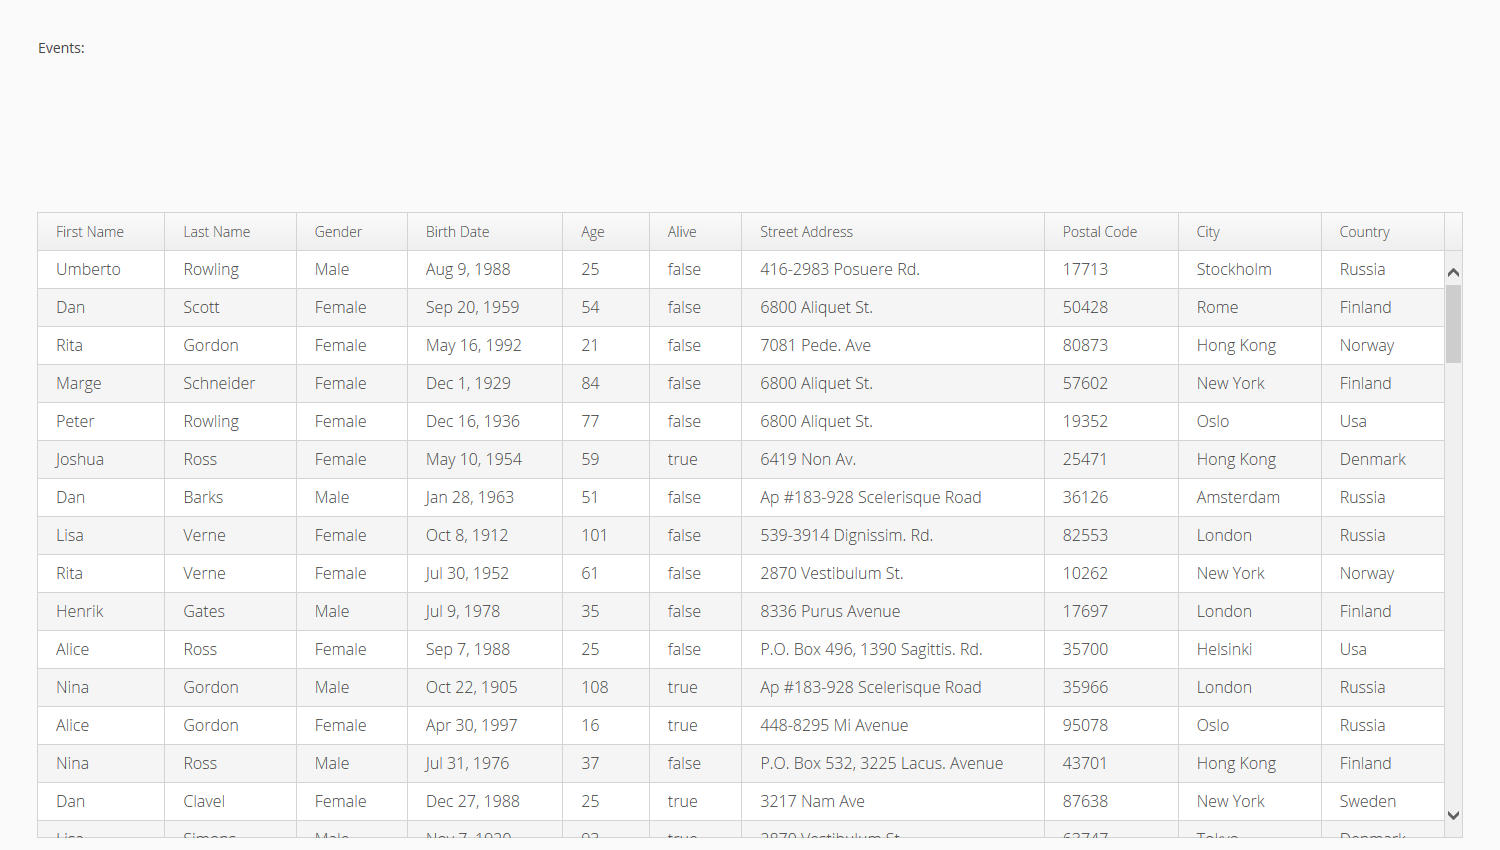 Events:
First Name Last Name Gender Birth Date Age Alive Street Address Postal Code City Country
Umberto Rowling Male Aug 9, 1988 25 false 416-2983 Posuere Rd. 17713 Stockholm Russia
Dan Scott Female Sep 20, 1959 54 false 6800 Aliquet St. 50428 Rome Finland
Rita Gordon Female May 16, 1992 21 false 7081 Pede. Ave 80873 Hong Kong Norway
Marge Schneider Female Dec 1, 1929 84 false 6800 Aliquet St. 57602 New York Finland
Peter Rowling Female Dec 16, 1936 77 false 6800 Aliquet St. 19352 Oslo Usa
Joshua Ross Female May 10, 1954 59 true 6419 Non Av. 25471 Hong Kong Denmark
Dan Barks Male Jan 28, 1963 51 false Ap #183-928 Scelerisque Road 36126 Amsterdam Russia
Lisa Verne Female Oct 8, 1912 101 false 539-3914 Dignissim. Rd. 82553 London Russia
Rita Verne Female Jul 30, 1952 61 false 2870 Vestibulum St. 10262 New York Norway
Henrik Gates Male Jul 9, 1978 35 false 8336 Purus Avenue 17697 London Finland
Alice Ross Female Sep 7, 1988 25 false P.O. Box 496, 1390 Sagittis. Rd. 35700 Helsinki Usa
Nina Gordon Male Oct 22, 1905 108 true Ap #183-928 Scelerisque Road 35966 London Russia
Alice Gordon Female Apr 30, 1997 16 true 448-8295 Mi Avenue 95078 Oslo Russia
Nina Ross Male Jul 31, 1976 37 false P.O. Box 532, 3225 Lacus. Avenue 43701 Hong Kong Finland
Dan Clavel Female Dec 27, 1988 25 true 3217 Nam Ave 87638 New York Sweden
Lisa Simons Male true 2870 Vestibulum St. Tokyo Denmark